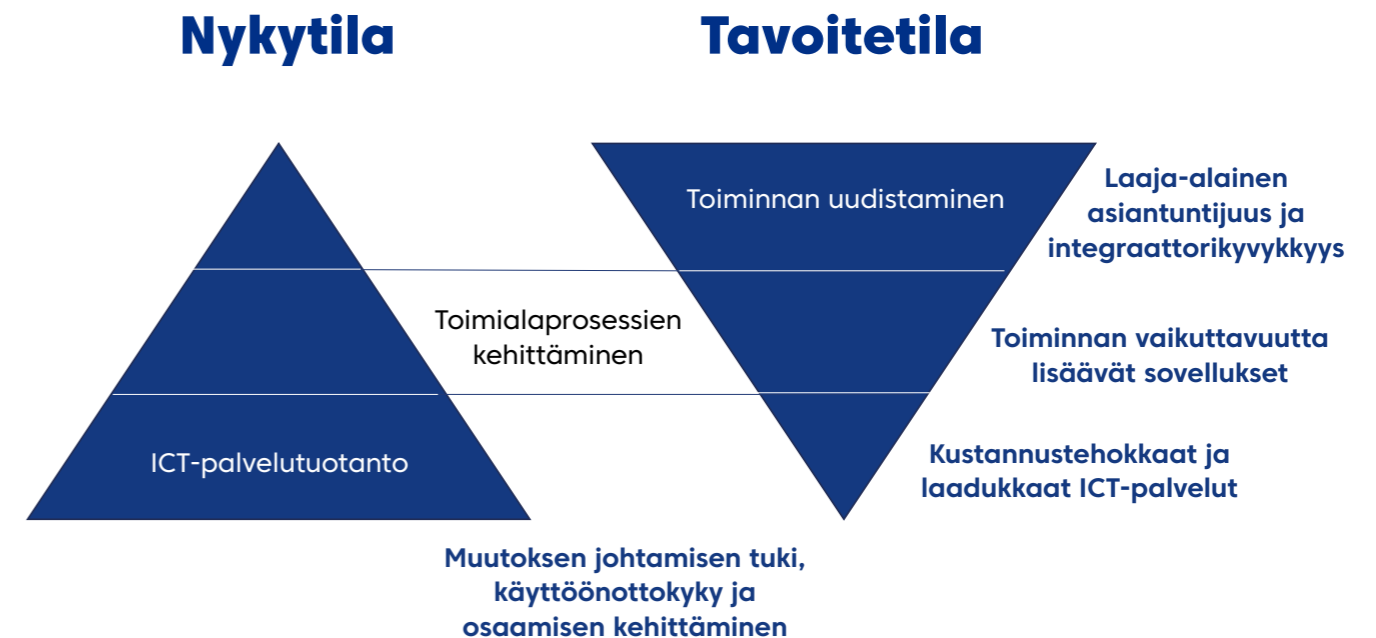 Nykytila
Tavoitetila
Toiminnan uudistaminen
Laaja-alainen
asiantuntijuus ja
integraattorikyvykkyys
Toimialaprosessien
kehittäminen
Toiminnan vaikuttavuutta
lisäävät sovellukset
ICT-palvelutuotanto
Kustannustehokkaat ja
laadukkaat ICT-palvelut
Muutoksen johtamisen tuki,
käyttöönottokyky ja
osaamisen kehittäminen